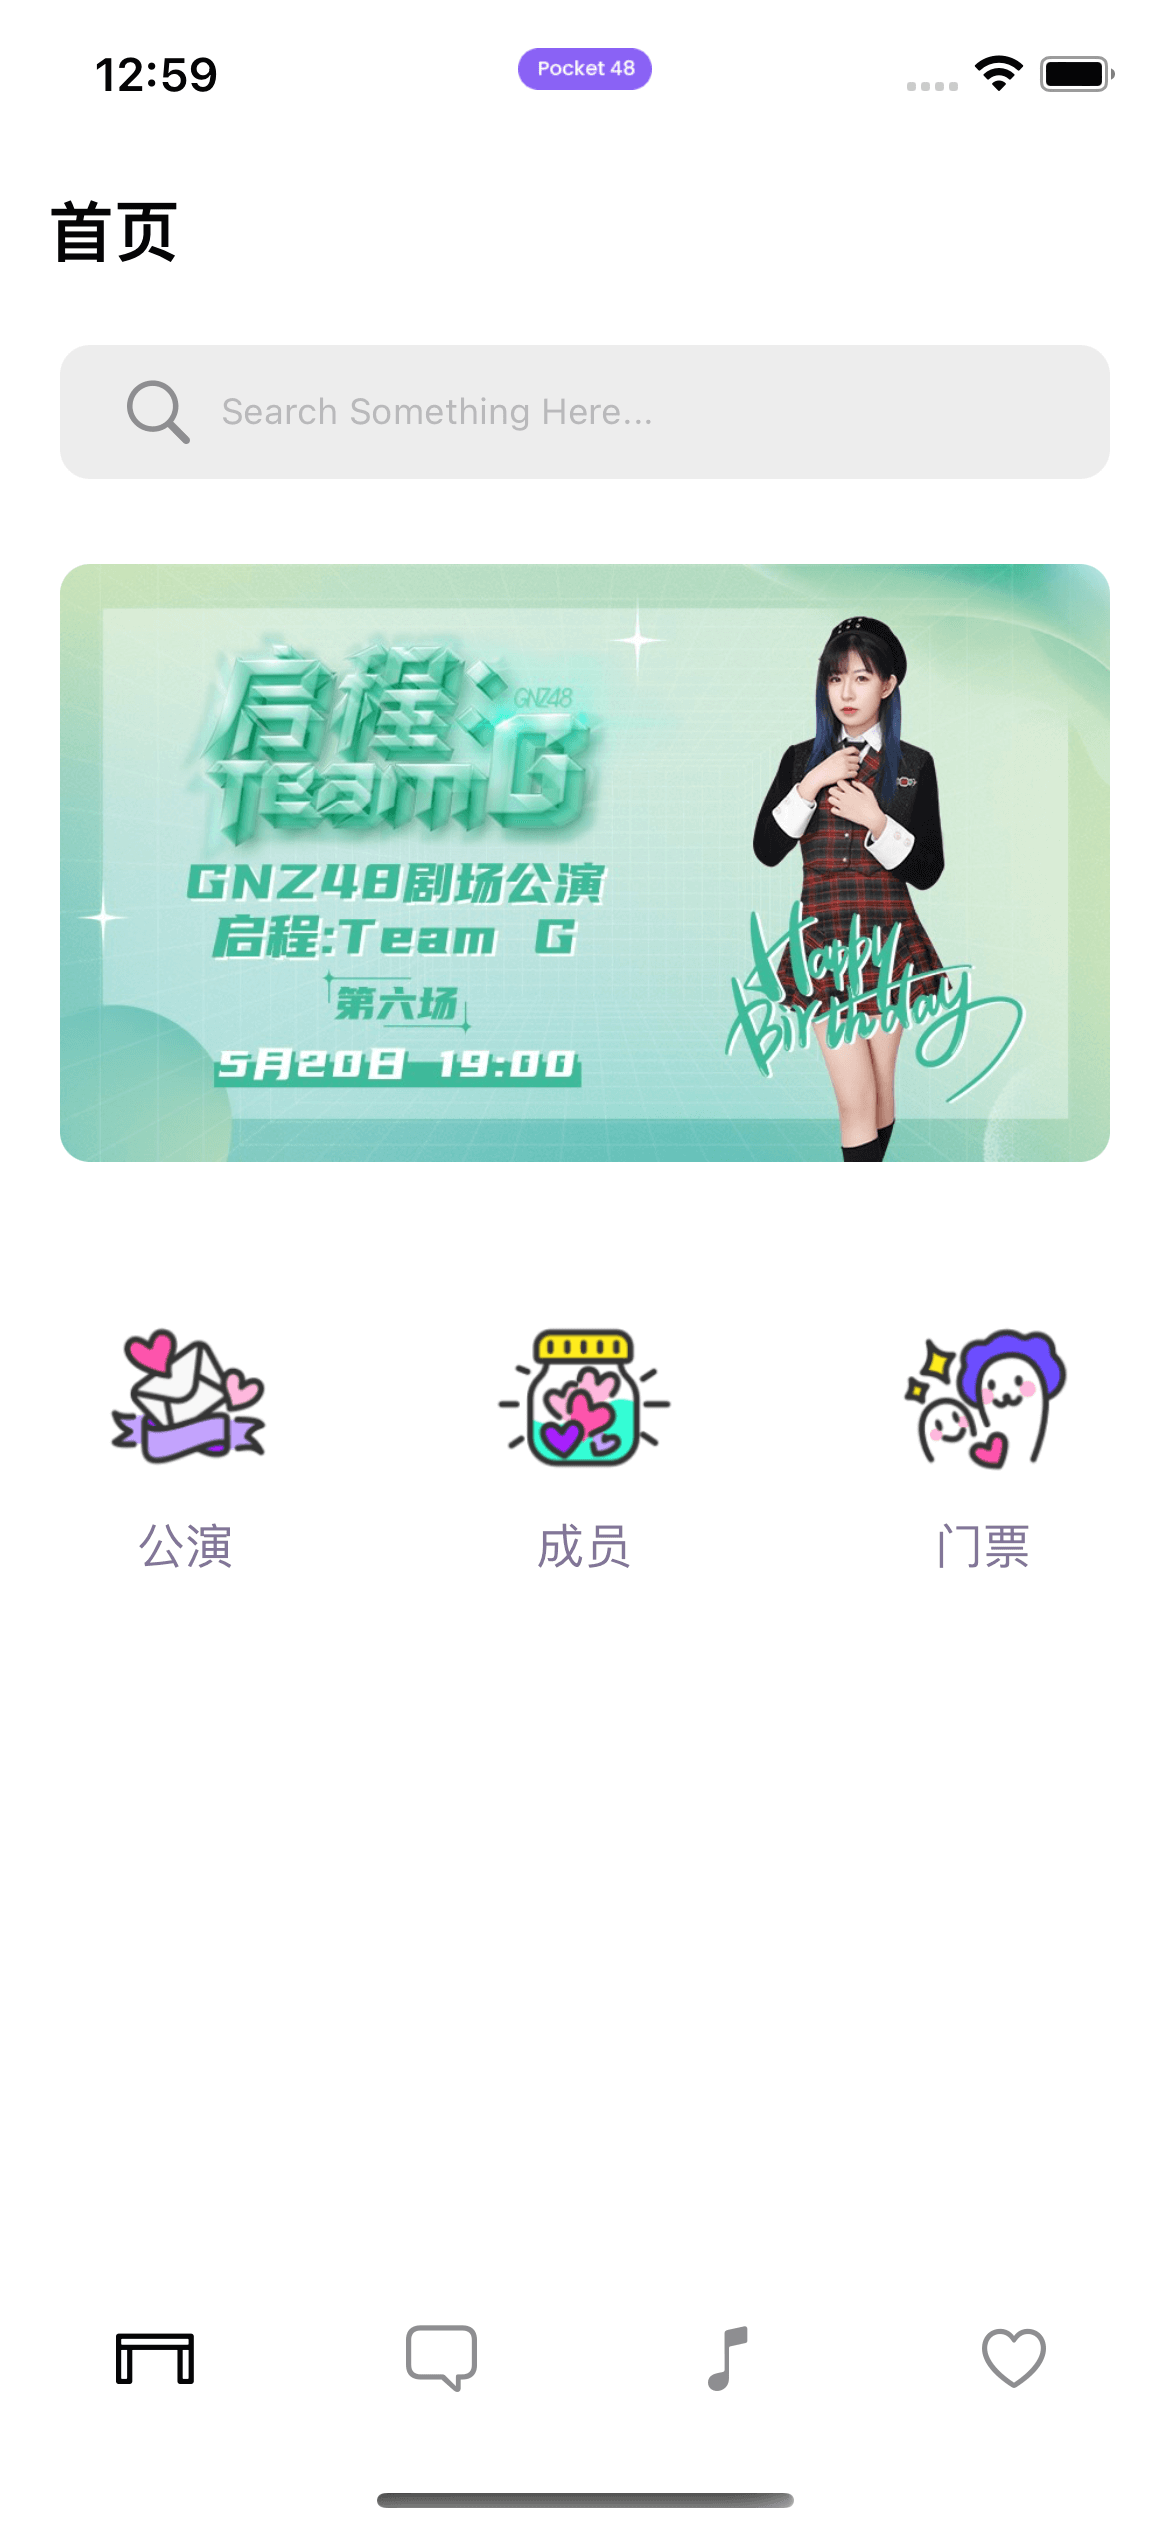 12:59
Pocket 48
首页
Search Something Here...
启程:
GNZ48
Team G
GNZ48剧场公演
启程:Team G
第六场
5月20日 19:00
Happy
Birthday
公演
成员
门票